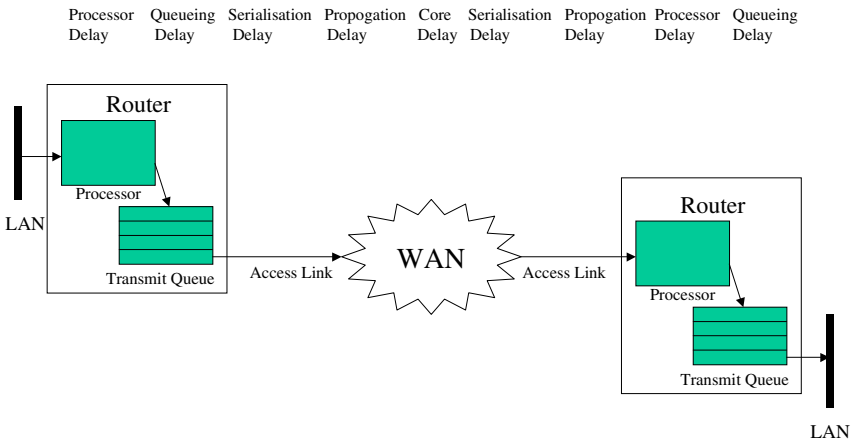 Processor Queueing Serialisation Propogation Core Serialisation Propogation Processor Queueing
Delay Delay Delay Delay Delay Delay Delay Delay Delay
Router
Processor
LAN
Transmit Queue
Access Link
WAN
Access Link
Router
Processor
Transmit Queue
LAN